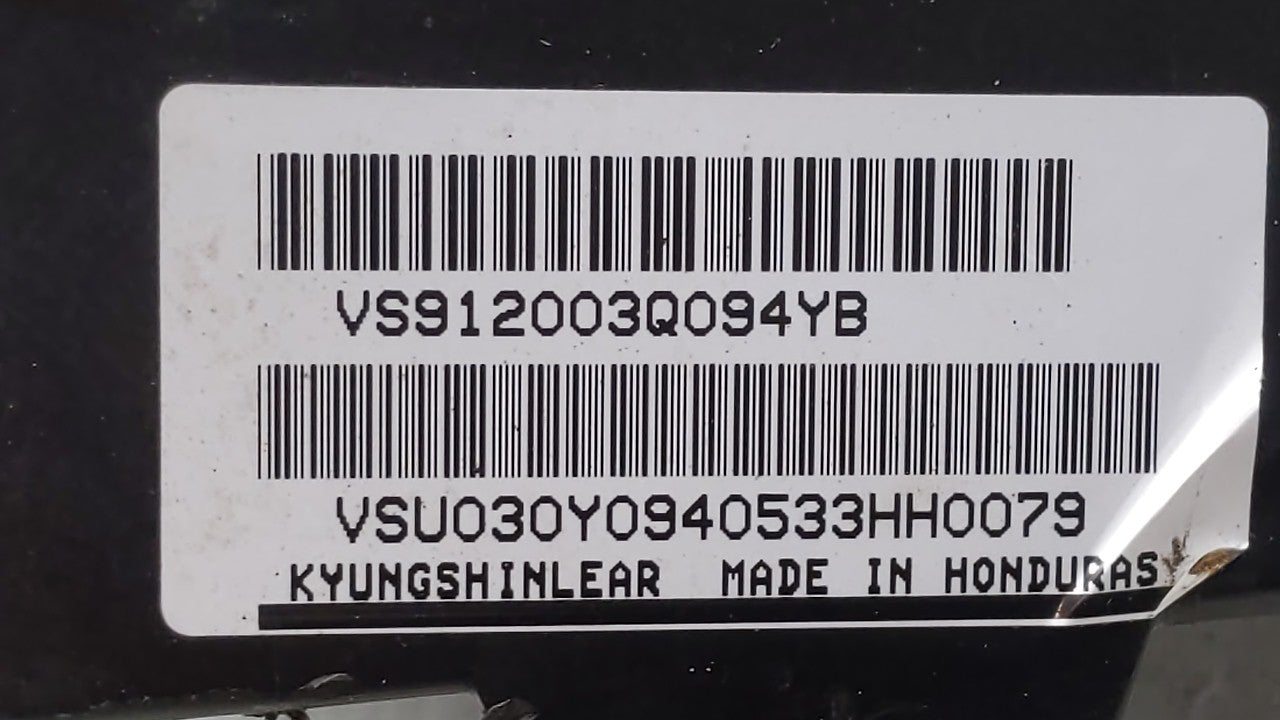 VS912003Q094YB
VSU030Y0940533HH0079
KYUNGSHINLEAR MADE IN HONDURAS